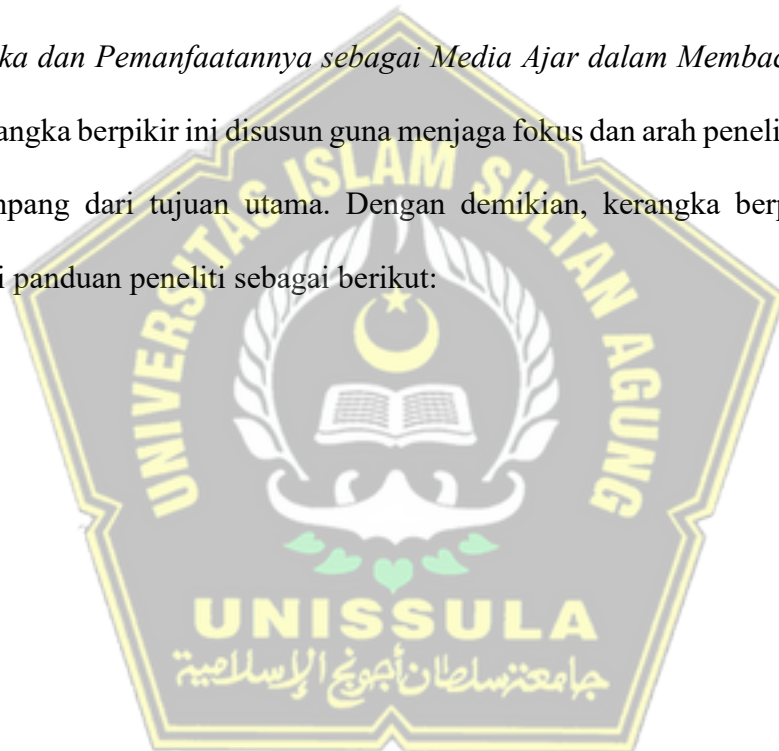 ka dan Pemanfaatannya sebagai Media Ajar dalam Membac
angka berpikir ini disusun guna menjaga fokus dan arah peneli
npang dari tujuan utama. Dengan demikian, kerangka berp
i panduan peneliti sebagai berikut:
UNIVERSITAS ISLAM SULTAN AGUNG
UNISSULA
جامعة سلطان أجونج الإسلامية